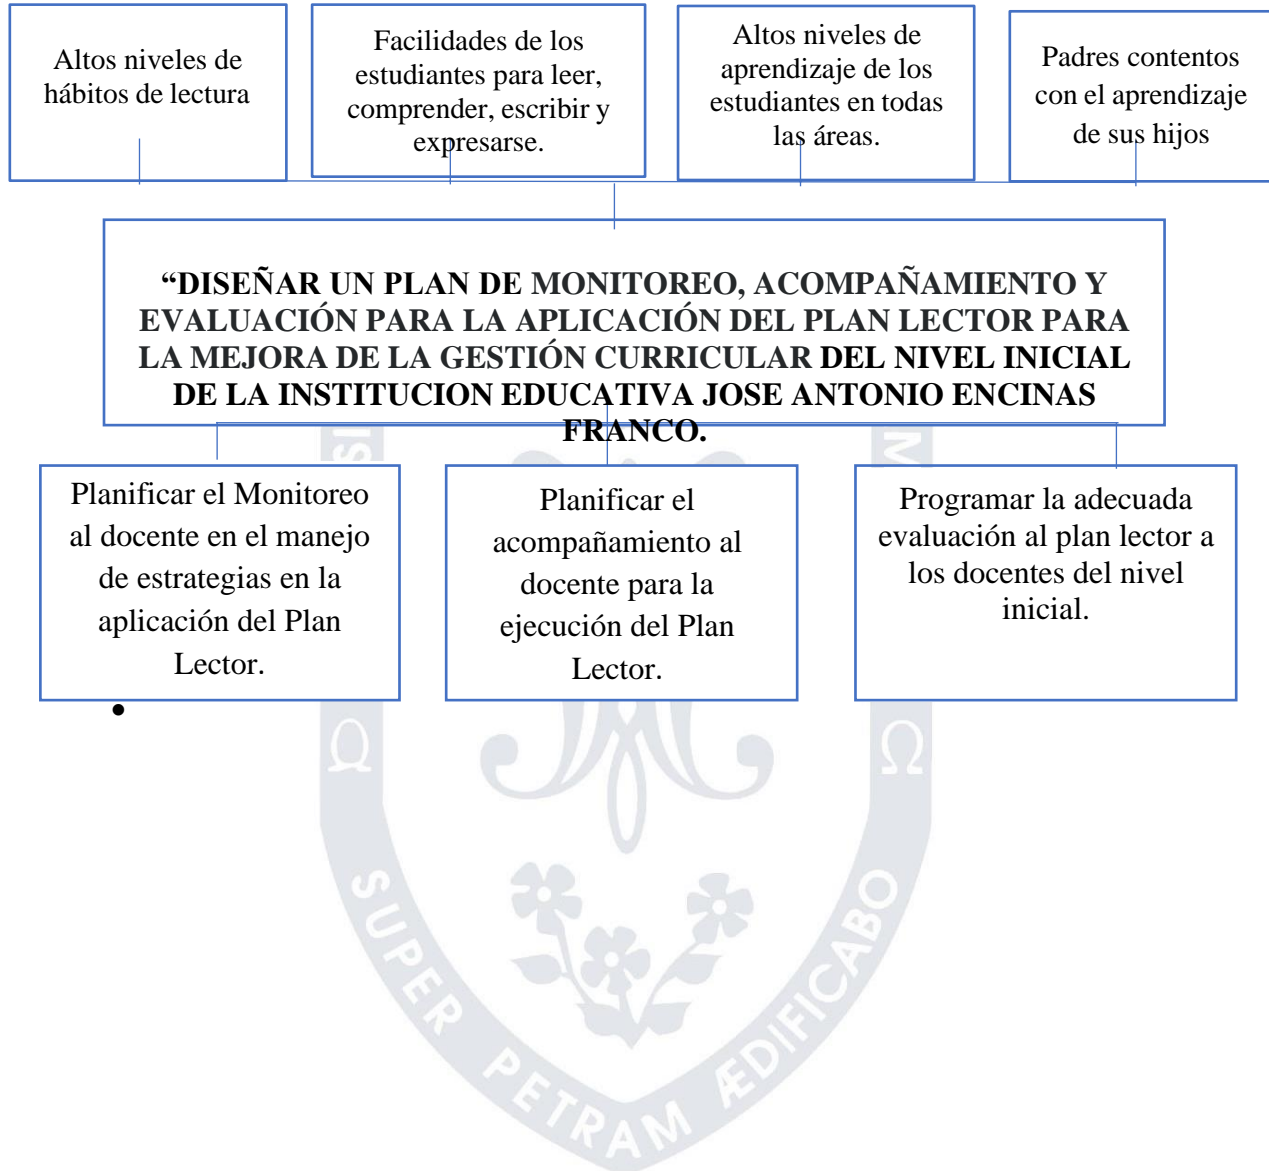 Altos niveles de
hábitos de lectura
Facilidades de los
estudiantes para leer,
comprender, escribir y
expresarse.
Altos niveles de
aprendizaje de los
estudiantes en todas
las áreas.
Padres contentos
con el aprendizaje
de sus hijos
“DISEÑAR UN PLAN DE MONITOREO, ACOMPAÑAMIENTO Y
EVALUACIÓN PARA LA APLICACIÓN DEL PLAN LECTOR PARA
LA MEJORA DE LA GESTIÓN CURRICULAR DEL NIVEL INICIAL
DE LA INSTITUCION EDUCATIVA JOSE ANTONIO ENCINAS
FRANCO.
Planificar el Monitoreo
al docente en el manejo
de estrategias en la
aplicación del Plan
Lector.
Planificar el
acompañamiento al
docente para la
ejecución del Plan
Lector.
Programar la adecuada
evaluación al plan lector a
los docentes del nivel
inicial.
•
Ω Ω
SUPER PETRAM ÆDIFICABO